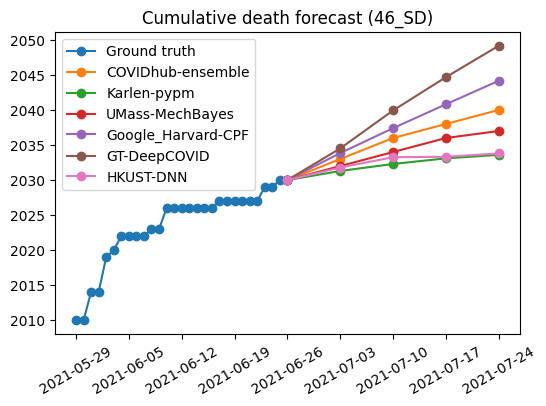 Cumulative death forecast (46_SD)
2050
2045
2040
2035
2030
2025
2020
2015
2010
Ground truth
COVIDhub-ensemble
Karlen-pypm
UMass-MechBayes
Google_Harvard-CPF
GT-DeepCOVID
HKUST-DNN
2021-05-29
2021-06-05
2021-06-12
2021-06-19
2021-06-26
2021-07-03
2021-07-10
2021-07-17
2021-07-24